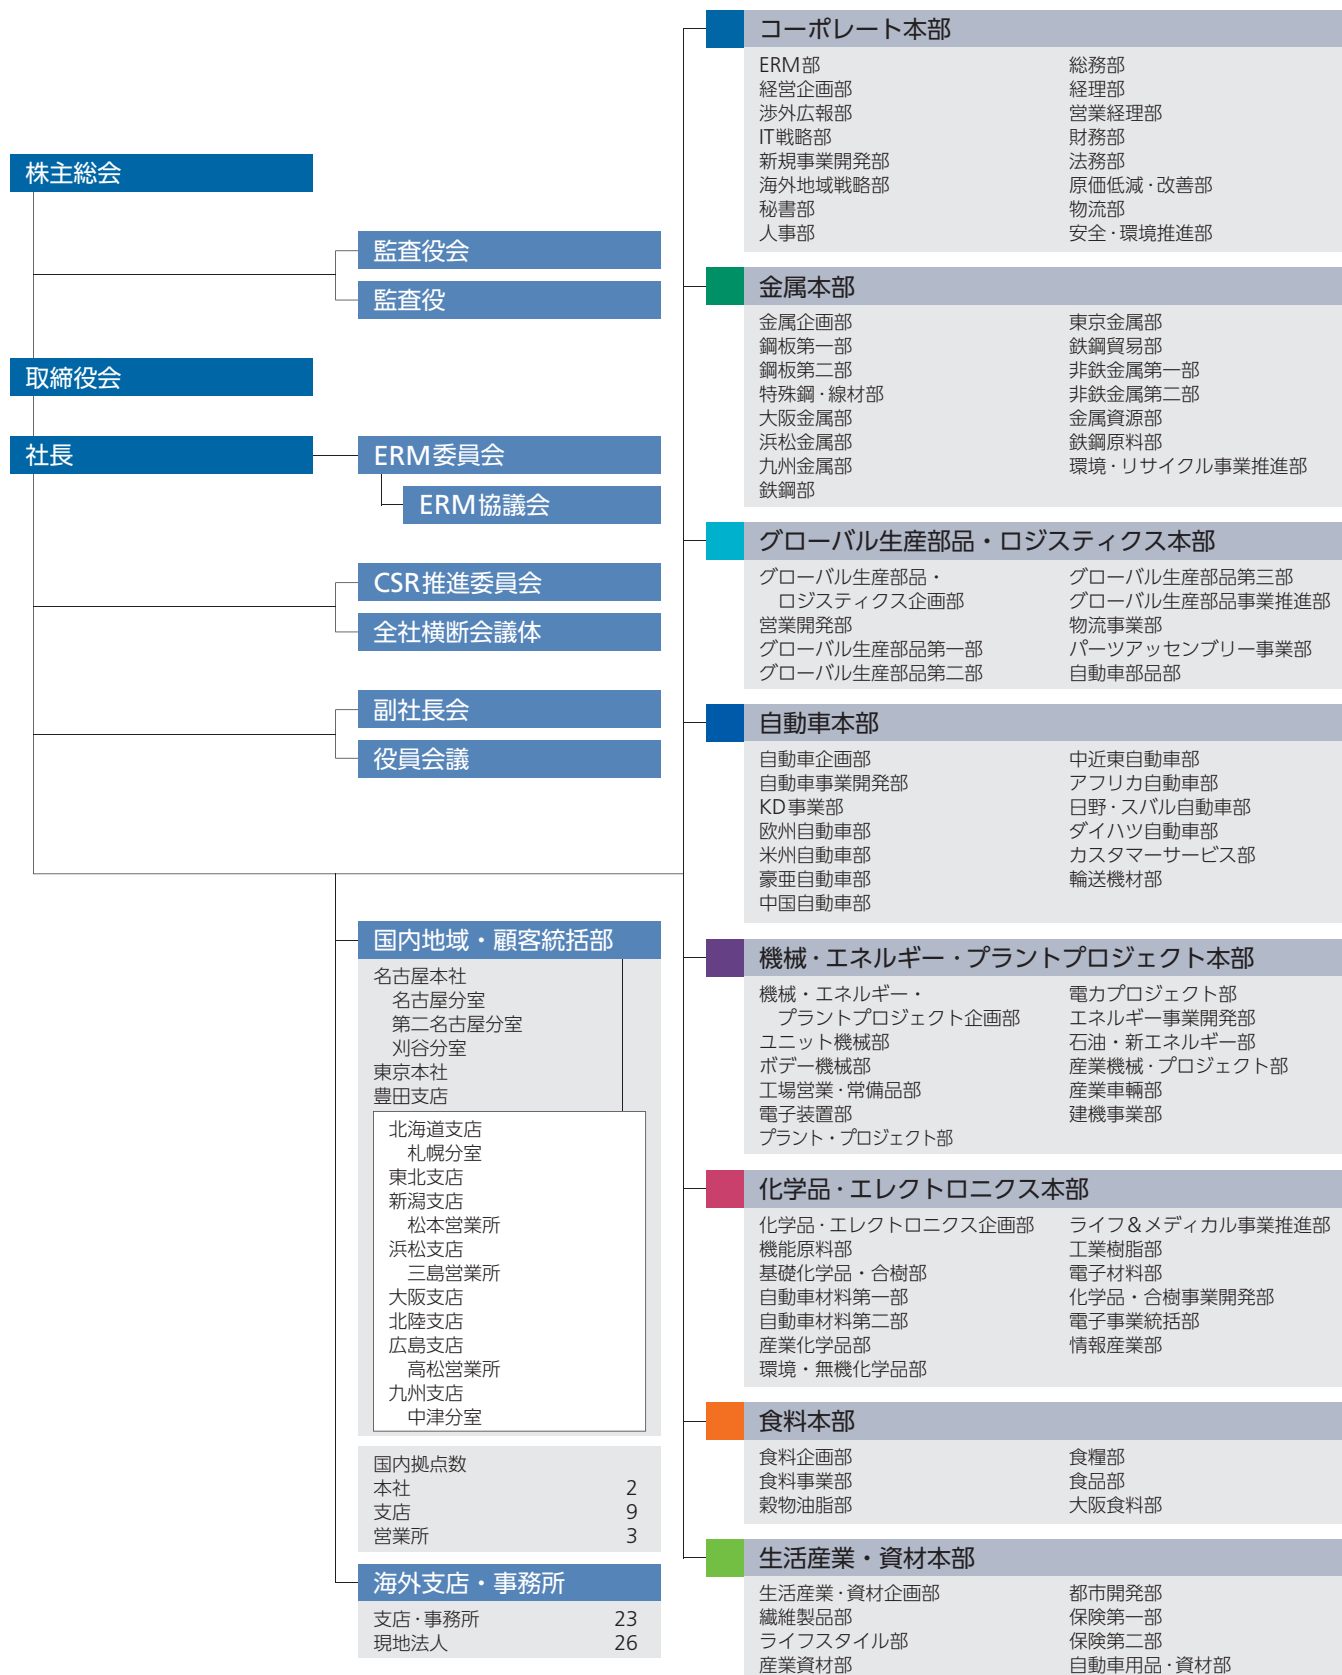 株主総会
監査役会
監査役
取締役会
社長
ERM委員会
ERM協議会
CSR推進委員会
全社横断会議体
副社長会
役員会議
国内地域・顧客統括部
名古屋本社
名古屋分室
第二名古屋分室
刈谷分室
東京本社
豊田支店
北海道支店
札幌分室
東北支店
新潟支店
松本営業所
浜松支店
三島営業所
大阪支店
北陸支店
広島支店
高松営業所
九州支店
中津分室
国内拠点数
本社 2
支店 9
営業所 3
海外支店・事務所
支店・事務所 23
現地法人 26
コーポレート本部
ERM部
経営企画部
渉外広報部
IT戦略部
新規事業開発部
海外地域戦略部
秘書部
人事部
総務部
経理部
営業経理部
財務部
法務部
原価低減・改善部
物流部
安全・環境推進部
金属本部
金属企画部
鋼板第一部
鋼板第二部
特殊鋼・線材部
大阪金属部
浜松金属部
九州金属部
鉄鋼部
東京金属部
鉄鋼貿易部
非鉄金属第一部
非鉄金属第二部
金属資源部
鉄鋼原料部
環境・リサイクル事業推進部
グローバル生産部品・ロジスティクス本部
グローバル生産部品・
ロジスティクス企画部
営業開発部
グローバル生産部品第一部
グローバル生産部品第二部
グローバル生産部品第三部
グローバル生産部品事業推進部
物流事業部
パーツアッセンブリー事業部
自動車部品部
自動車本部
自動車企画部
自動車事業開発部
KD事業部
欧州自動車部
米州自動車部
豪亜自動車部
中国自動車部
中近東自動車部
アフリカ自動車部
日野・スバル自動車部
ダイハツ自動車部
カスタマーサービス部
輸送機材部
機械・エネルギー・プラントプロジェクト本部
機械・エネルギー・
プラントプロジェクト企画部
ユニット機械部
ボデー機械部
工場営業・常備品部
電子装置部
プラント・プロジェクト部
電力プロジェクト部
エネルギー事業開発部
石油・新エネルギー部
産業機械・プロジェクト部
産業車輛部
建機事業部
化学品・エレクトロニクス本部
化学品・エレクトロニクス企画部
機能原料部
基礎化学品・合樹部
自動車材料第一部
自動車材料第二部
産業化学品部
環境・無機化学品部
ライフ&メディカル事業推進部
工業樹脂部
電子材料部
化学品・合樹事業開発部
電子事業統括部
情報産業部
食料本部
食料企画部
食料事業部
穀物油脂部
食糧部
食品部
大阪食料部
生活産業・資材本部
生活産業・資材企画部
繊維製品部
ライフスタイル部
産業資材部
都市開発部
保険第一部
保険第二部
自動車用品・資材部